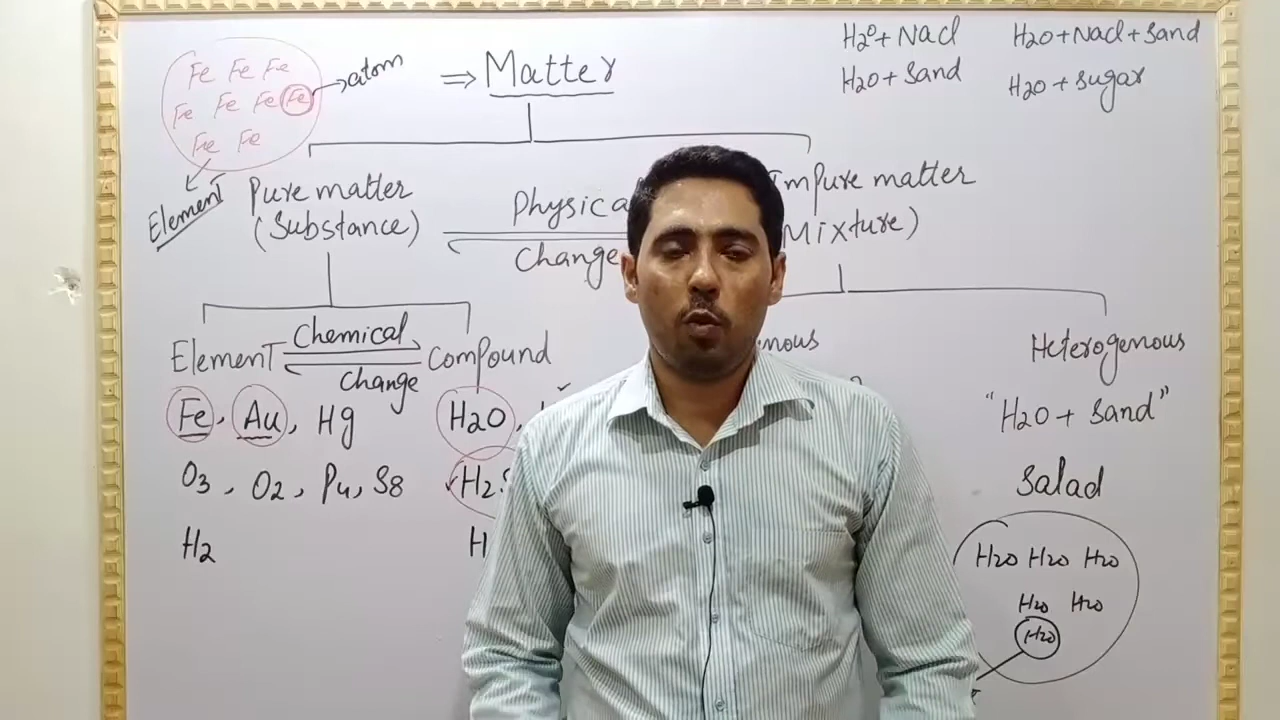 Fe Fe Fe
Fe Fe Fe Fe
Fe Fe
atom
Element
⇒ Matter
H2O + Nacl
H2O + Sand
H2O + Nacl + Sand
H2O + Sugar
Pure matter
(Substance)
Physica
Change
Impure matter
Mixture)
Element
Chemical
Change
Compound
nous
Heterogenous
Fe, Au, Hg
O3, O2, Pu, S8
H2
H2O,
H2S
H
"H2O + Sand"
Salad
H2O H2O H2O
H2O H2O
H2O